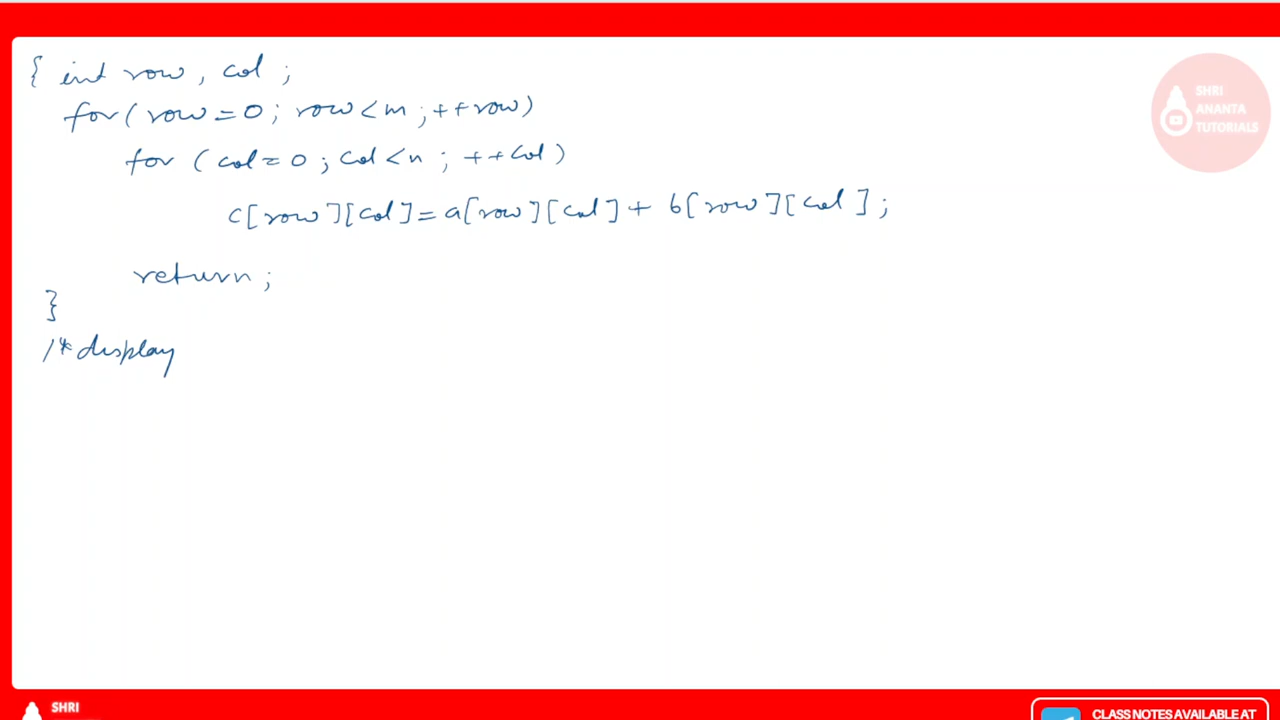 { int row, col ;
for(row=0; row<m ;++row)
for (col=0 ; col<n ; ++col)
c[row][col]=a[row][col]+ b[row][col];
return ;
}
/*display
SHRI
ANANTA
TUTORIALS
SHRI
CLASS NOTES AVAILABLE AT